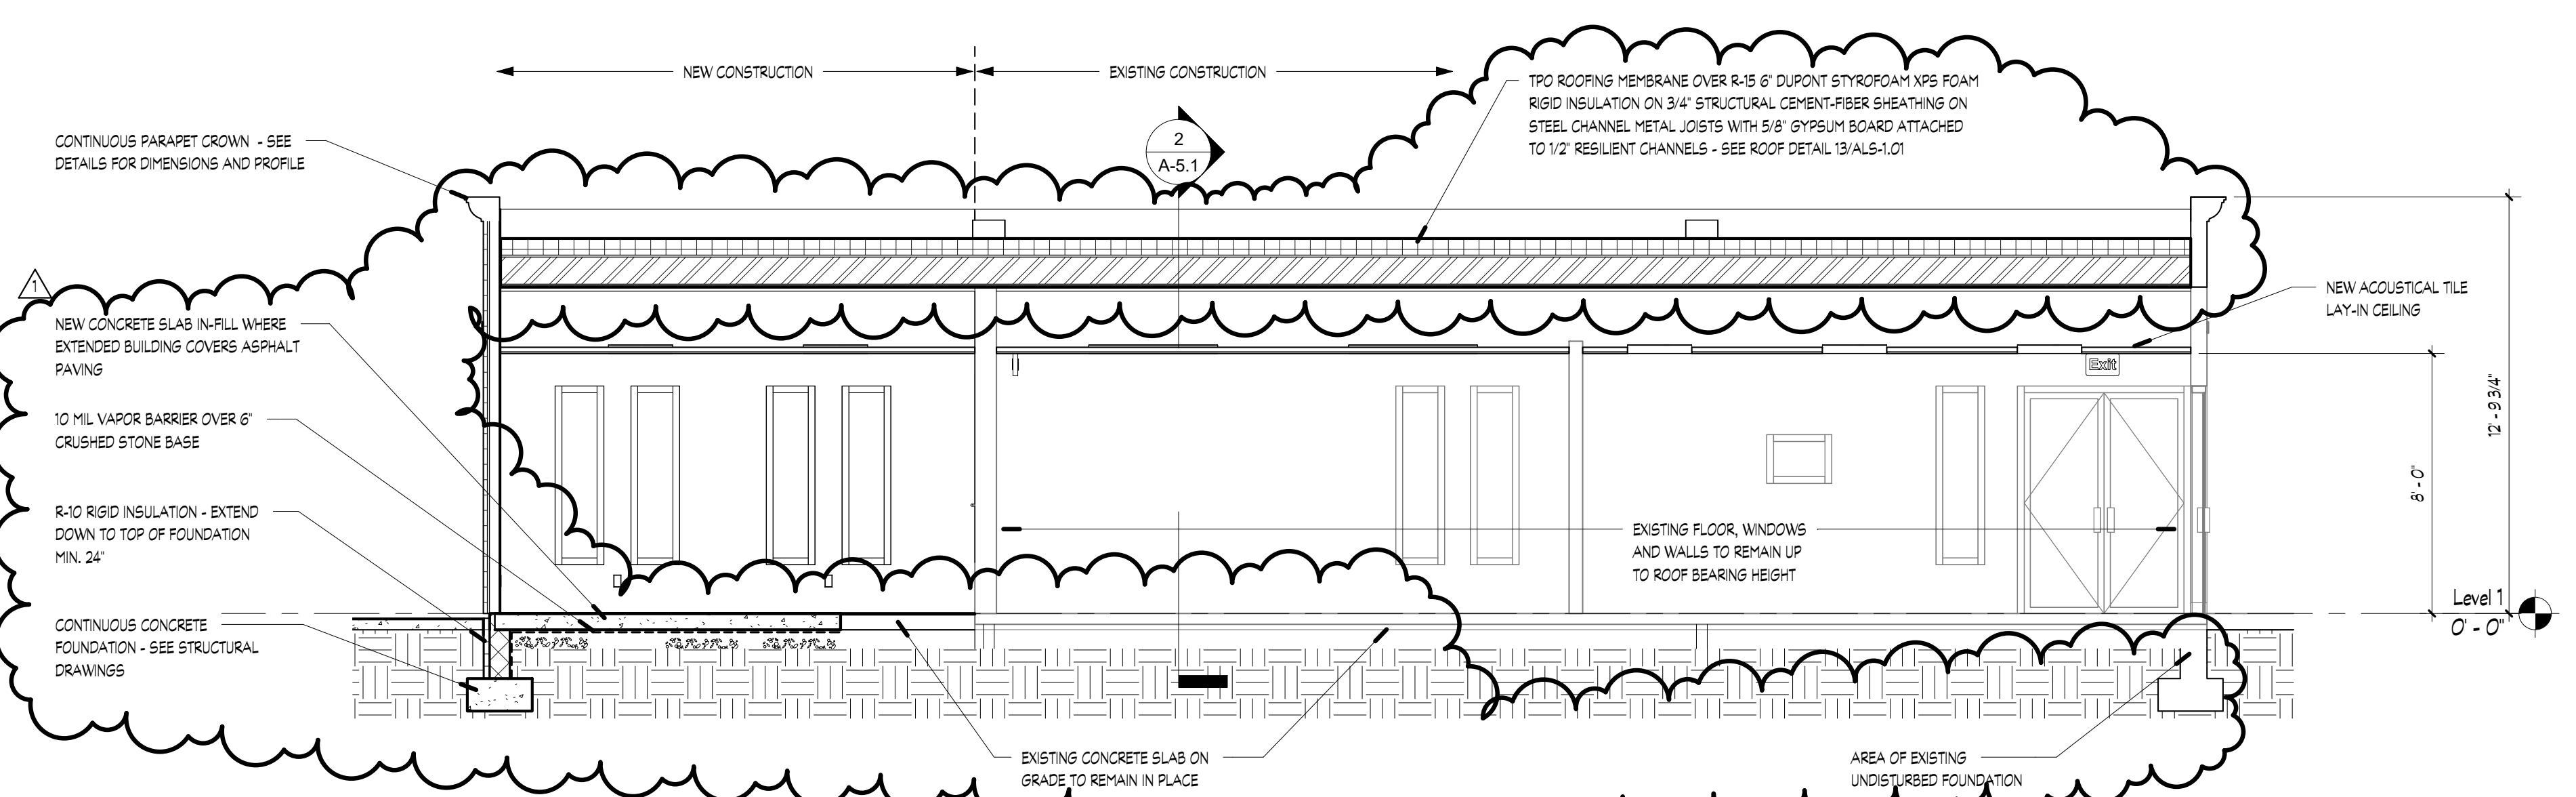 NEW CONSTRUCTION
EXISTING CONSTRUCTION
TPO ROOFING MEMBRANE OVER R-15 6" DUPONT STYROFOAM XPS FOAM
RIGID INSULATION ON 3/4" STRUCTURAL CEMENT-FIBER SHEATHING ON
STEEL CHANNEL METAL JOISTS WITH 5/8" GYPSUM BOARD ATTACHED
TO 1/2" RESILIENT CHANNELS - SEE ROOF DETAIL 13/ALS-1.01
2
A-5.1
CONTINUOUS PARAPET CROWN - SEE
DETAILS FOR DIMENSIONS AND PROFILE
1
NEW CONCRETE SLAB IN-FILL WHERE
EXTENDED BUILDING COVERS ASPHALT
PAVING
10 MIL VAPOR BARRIER OVER 6"
CRUSHED STONE BASE
R-10 RIGID INSULATION - EXTEND
DOWN TO TOP OF FOUNDATION
MIN. 24"
CONTINUOUS CONCRETE
FOUNDATION - SEE STRUCTURAL
DRAWINGS
NEW ACOUSTICAL TILE
LAY-IN CEILING
Exit
12' - 9 3/4"
8' - 0"
EXISTING FLOOR, WINDOWS
AND WALLS TO REMAIN UP
TO ROOF BEARING HEIGHT
Level 1
0' - 0"
EXISTING CONCRETE SLAB ON
GRADE TO REMAIN IN PLACE
AREA OF EXISTING
UNDISTURBED FOUNDATION